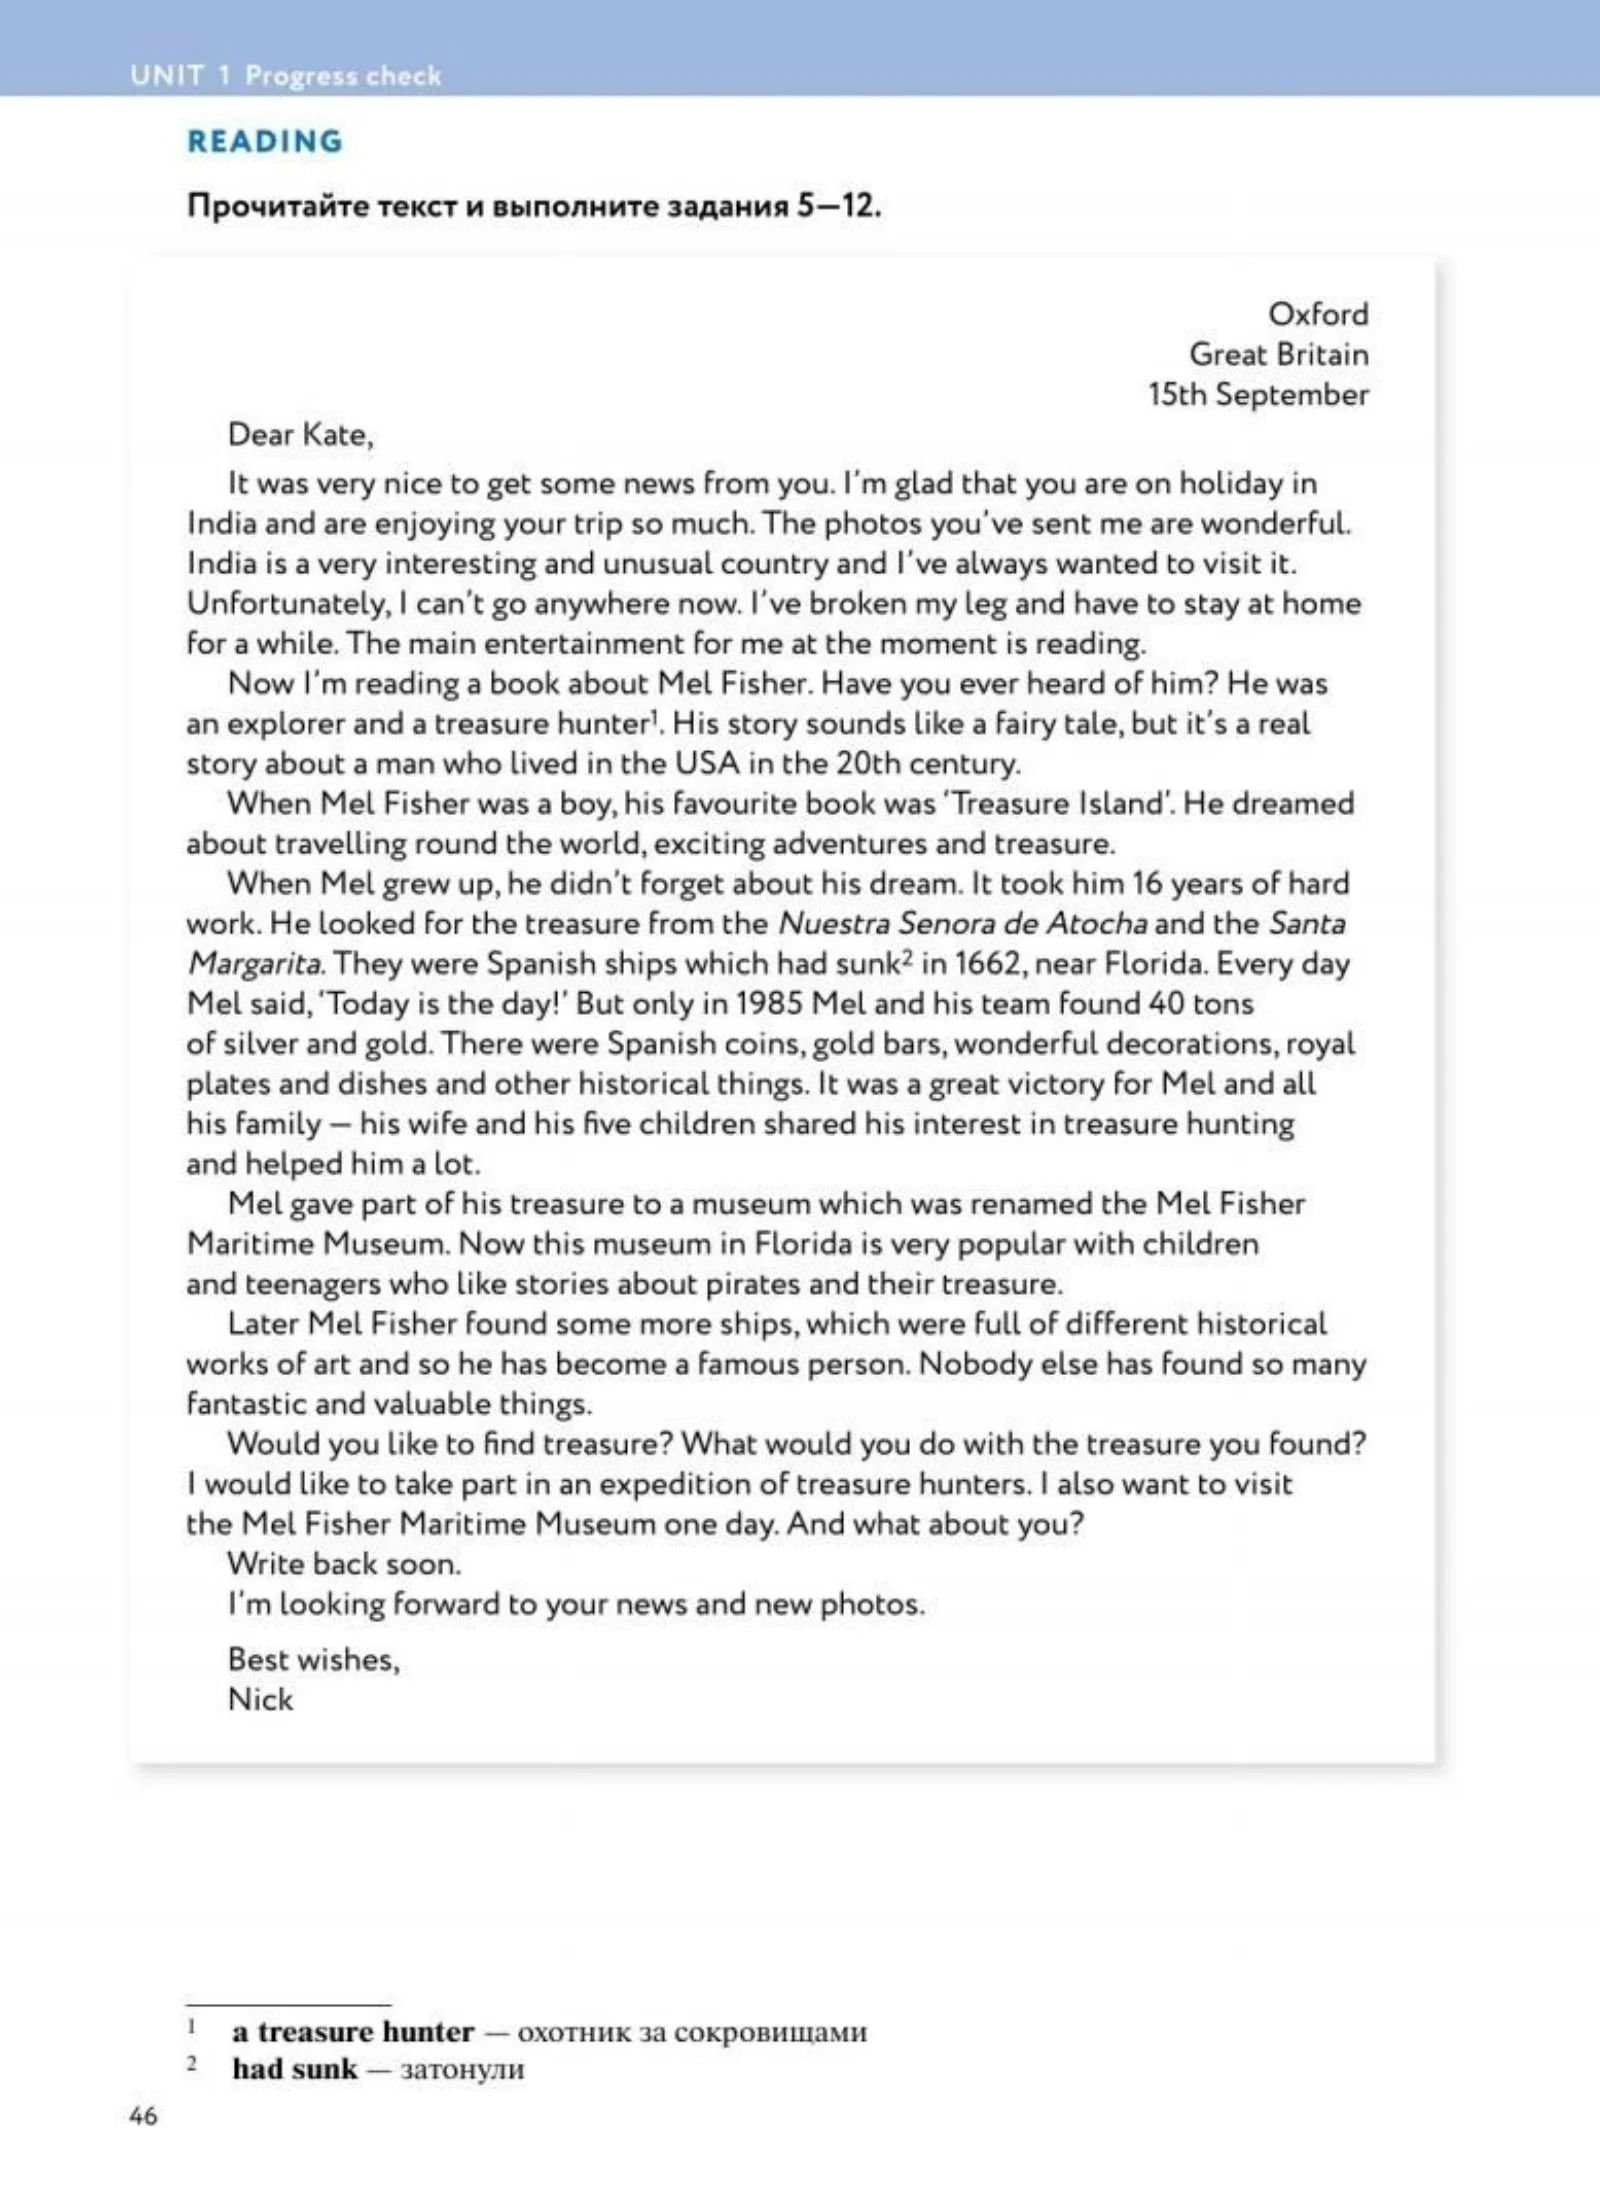 UNIT 1 Progress check
READING
Прочитайте текст и выполните задания 5—12.
Oxford
Great Britain
15th September
Dear Kate,
It was very nice to get some news from you. I'm glad that you are on holiday in
India and are enjoying your trip so much. The photos you've sent me are wonderful.
India is a very interesting and unusual country and I've always wanted to visit it.
Unfortunately, I can't go anywhere now. I've broken my leg and have to stay at home
for a while. The main entertainment for me at the moment is reading.
Now I'm reading a book about Mel Fisher. Have you ever heard of him? He was
an explorer and a treasure hunter¹. His story sounds like a fairy tale, but it's a real
story about a man who lived in the USA in the 20th century.
When Mel Fisher was a boy, his favourite book was ‘Treasure Island’. He dreamed
about travelling round the world, exciting adventures and treasure.
When Mel grew up, he didn't forget about his dream. It took him 16 years of hard
work. He looked for the treasure from the Nuestra Senora de Atocha and the Santa
Margarita. They were Spanish ships which had sunk² in 1662, near Florida. Every day
Mel said, ‘Today is the day!’ But only in 1985 Mel and his team found 40 tons
of silver and gold. There were Spanish coins, gold bars, wonderful decorations, royal
plates and dishes and other historical things. It was a great victory for Mel and all
his family — his wife and his five children shared his interest in treasure hunting
and helped him a lot.
Mel gave part of his treasure to a museum which was renamed the Mel Fisher
Maritime Museum. Now this museum in Florida is very popular with children
and teenagers who like stories about pirates and their treasure.
Later Mel Fisher found some more ships, which were full of different historical
works of art and so he has become a famous person. Nobody else has found so many
fantastic and valuable things.
Would you like to find treasure? What would you do with the treasure you found?
I would like to take part in an expedition of treasure hunters. I also want to visit
the Mel Fisher Maritime Museum one day. And what about you?
Write back soon.
I'm looking forward to your news and new photos.
Best wishes,
Nick
1 a treasure hunter — охотник за сокровищами
2 had sunk — затонули
46